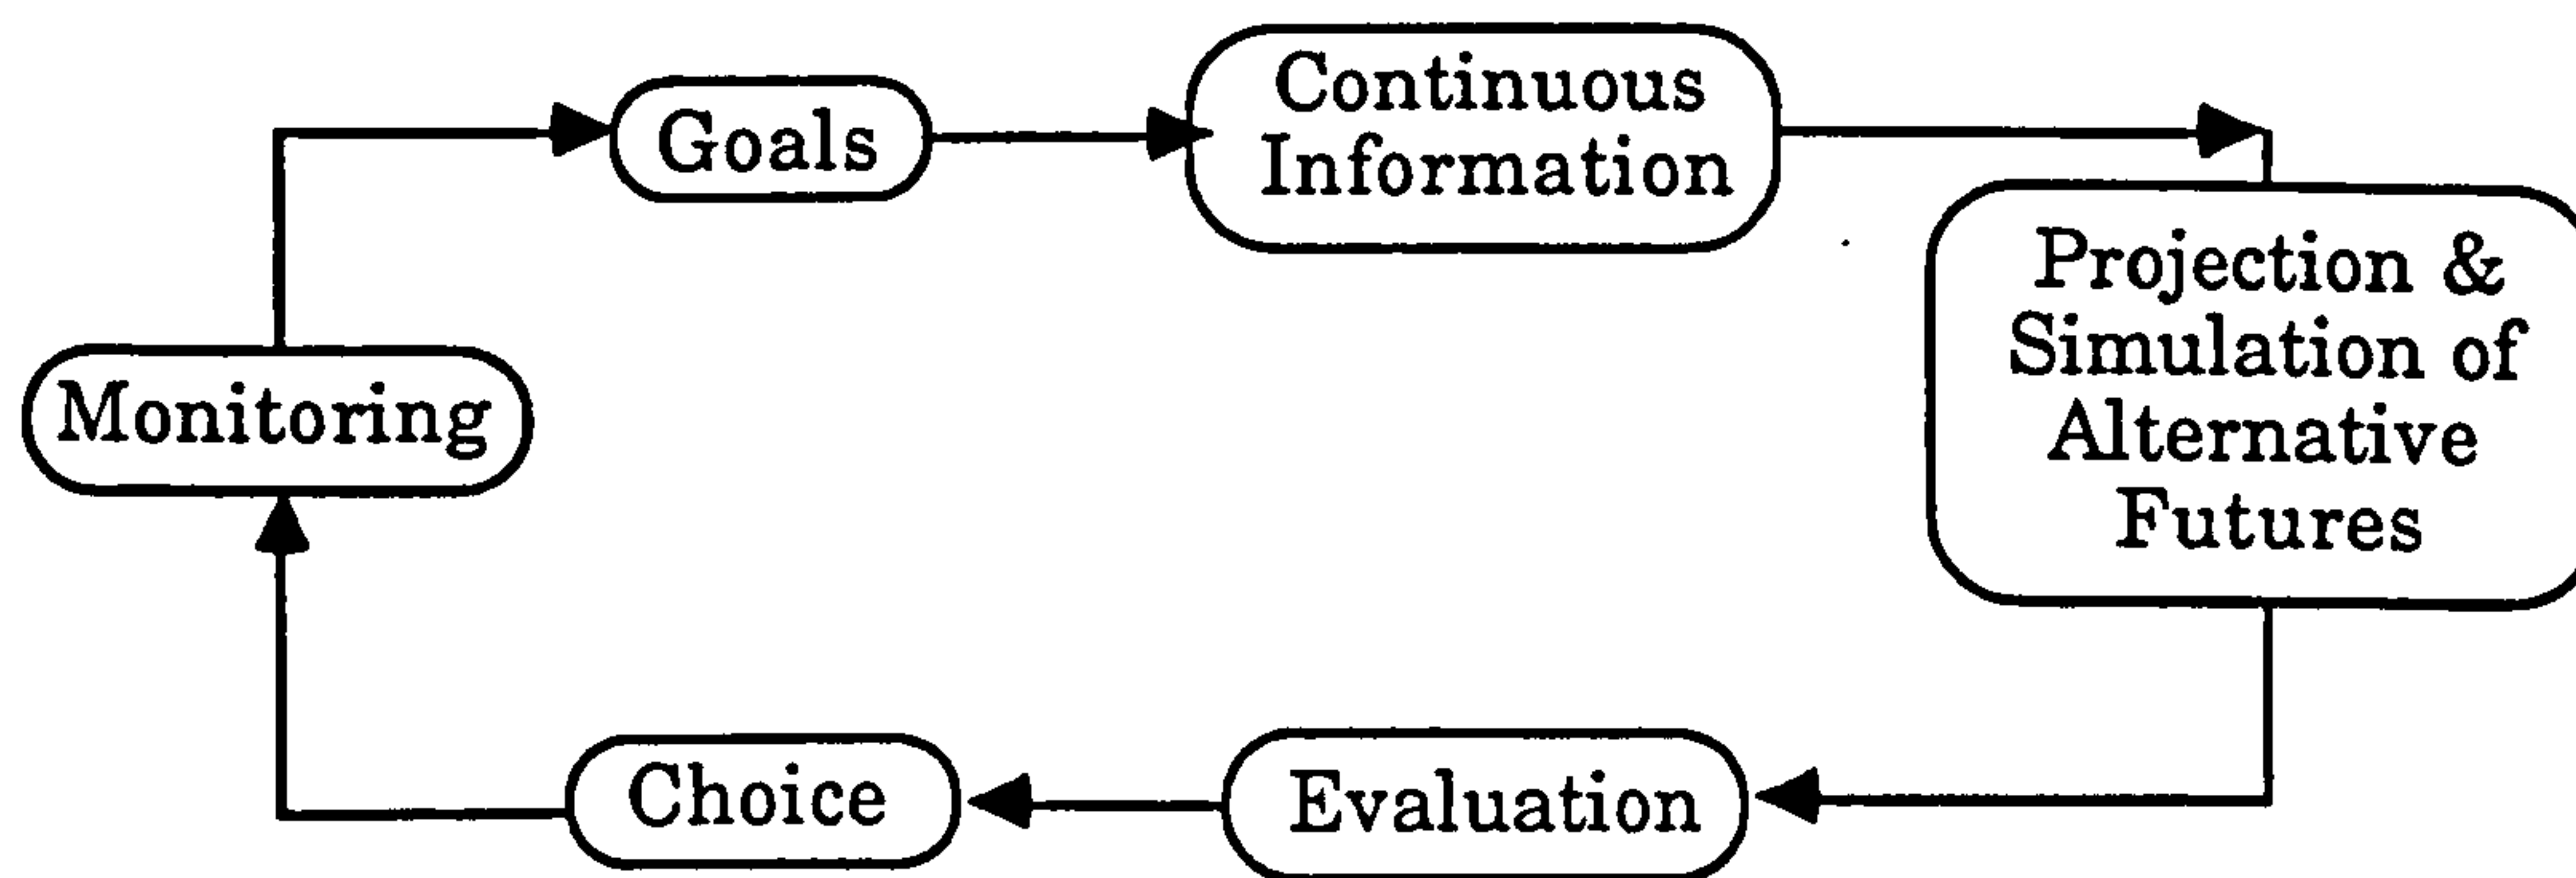 Goals
Continuous
Information
Projection &
Simulation of
Alternative
Futures
Evaluation
Choice
Monitoring